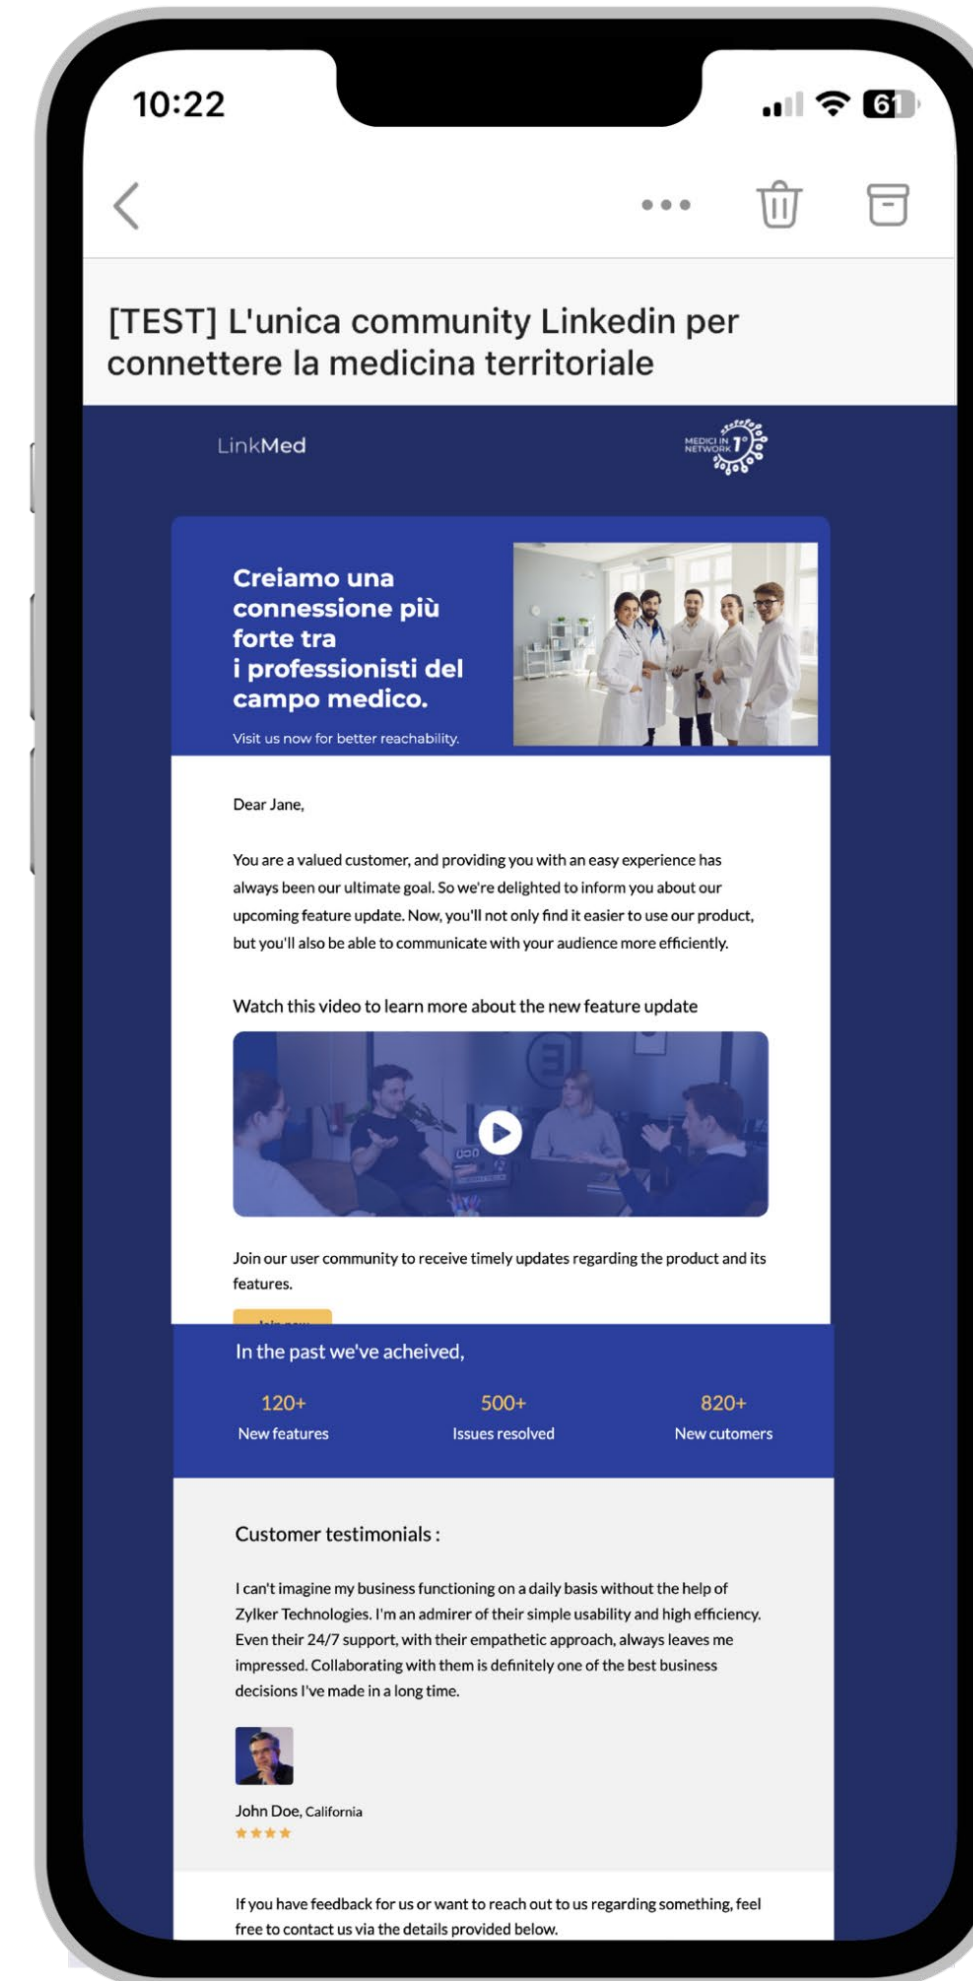 10:22
61
[TEST] L'unica community Linkedin per
connettere la medicina territoriale
LinkMed
MEDICI IN
NETWORK 1°
Creiamo una
connessione più
forte tra
i professionisti del
campo medico.
Visit us now for better reachability.
Dear Jane,
You are a valued customer, and providing you with an easy experience has
always been our ultimate goal. So we're delighted to inform you about our
upcoming feature update. Now, you'll not only find it easier to use our product,
but you'll also be able to communicate with your audience more efficiently.
Watch this video to learn more about the new feature update
Join our user community to receive timely updates regarding the product and its
features.
Join now
In the past we've acheived,
120+ 500+ 820+
New features Issues resolved New cutomers
Customer testimonials :
I can't imagine my business functioning on a daily basis without the help of
Zylker Technologies. I'm an admirer of their simple usability and high efficiency.
Even their 24/7 support, with their empathetic approach, always leaves me
impressed. Collaborating with them is definitely one of the best business
decisions I've made in a long time.
John Doe, California
If you have feedback for us or want to reach out to us regarding something, feel
free to contact us via the details provided below.